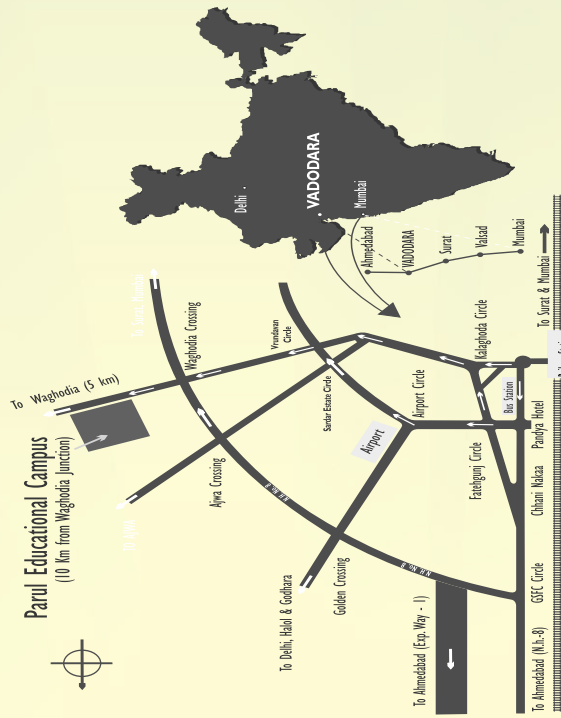 Parul Educational Campus
(10 Km from Waghodia Junction)
To Waghodia (5 km)
Waghodia Crossing
Vrundavan
Circle
Ajwa Crossing
Sardar Estate Circle
Airport
Airport Circle
Kalaghoda Circle
N.H. No. 8
Golden Crossing
To Delhi, Halol & Godhara
Fatehgunj Circle
Bus Station
N.H. No. 8
To Ahmedabad (Exp. Way - I)
To Ahmedabad (N.h.-8)
GSFC Circle
Chhani Nakaa
Pandya Hotel
To Surat & Mumbai
Delhi
VADODARA
Mumbai
Ahmedabad
VADODARA
Surat
Valsad
Mumbai